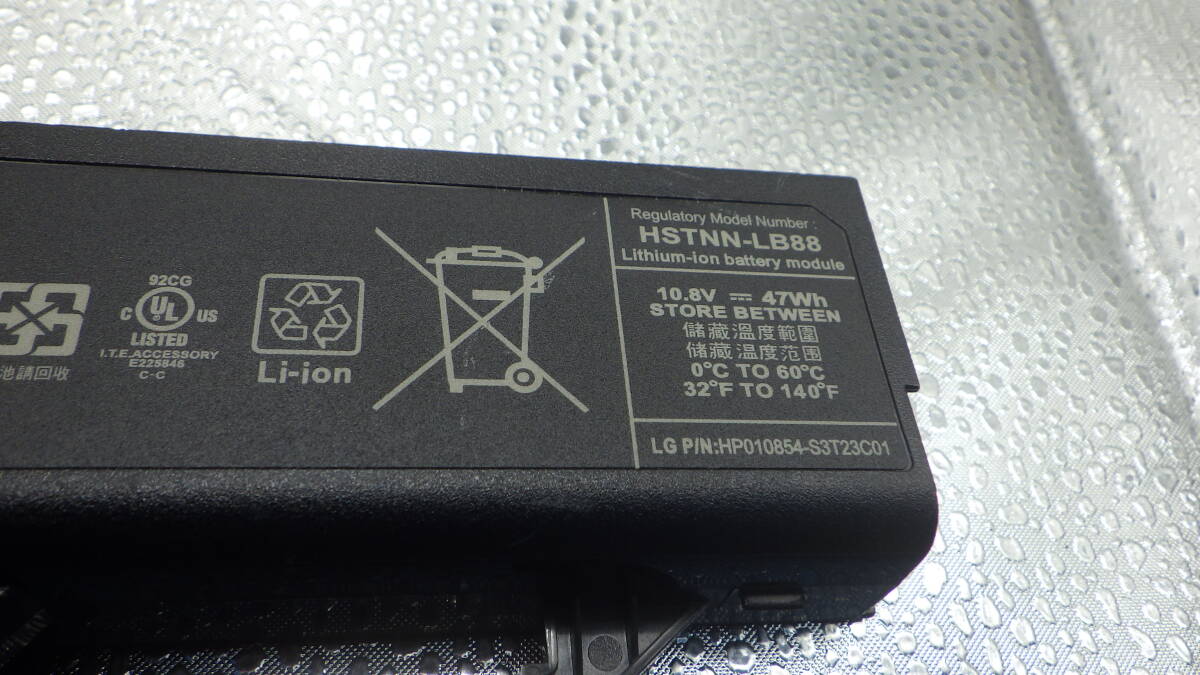 Regulatory Model Number :
HSTNN-LB88
Lithium-ion battery module
10.8V ⎓ 47Wh
STORE BETWEEN
儲藏溫度範圍
储藏温度范围
0°C TO 60°C
32°F TO 140°F
LG P/N:HP010854-S3T23C01
92CG
C UL US
LISTED
I.T.E.ACCESSORY
E225846
C-C
Li-ion
池請回收